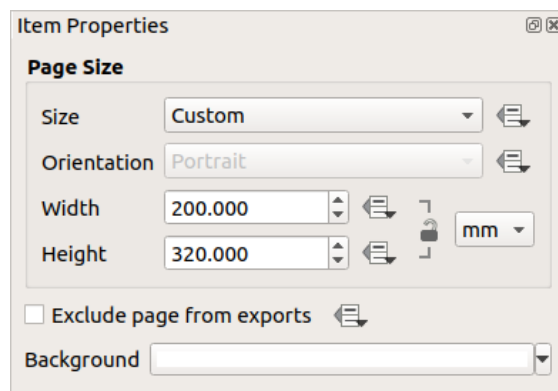 Item Properties
Page Size
Size Custom
Orientation Portrait
Width 200.000
mm
Height 320.000
Exclude page from exports
Background